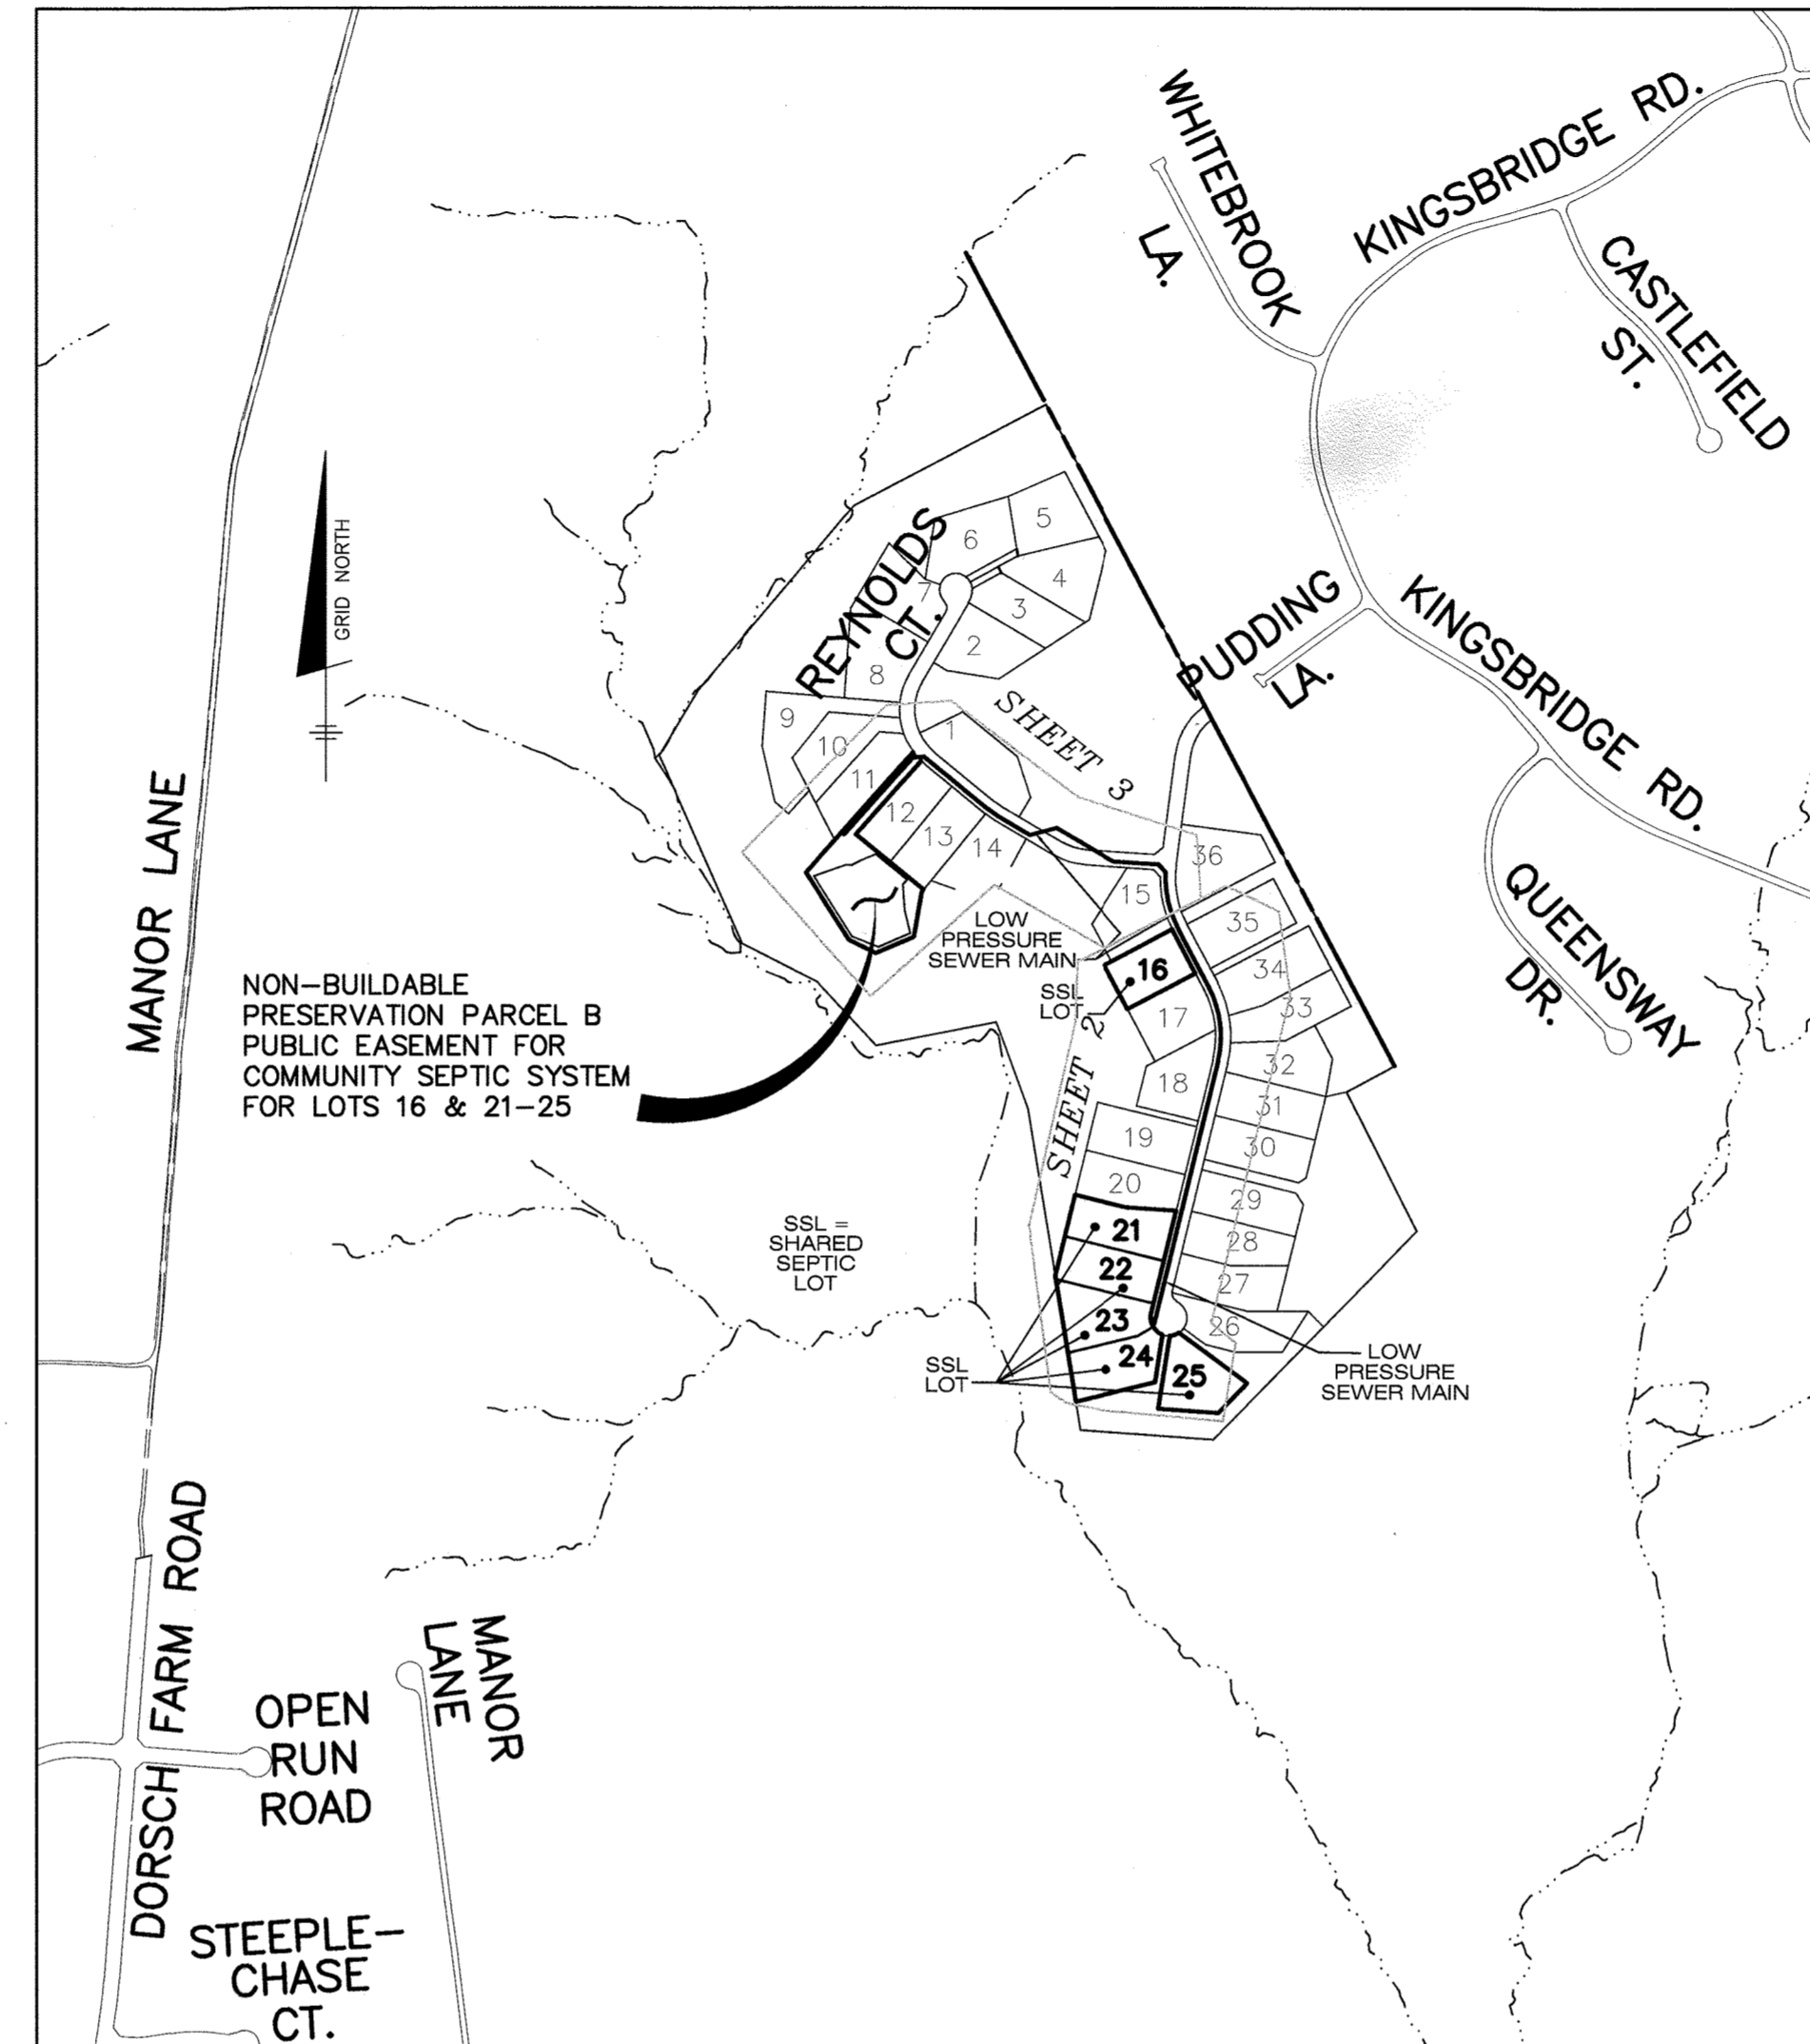 WHITEBROOK
LA.
KINGSBRIDGE RD.
CASTLEFIELD
ST.
GRID NORTH
REYNOLDS
CT.
5
6
4
7
3
2
8
PUDDING
LA.
KINGSBRIDGE RD.
SHEET 3
9
10
1
11
12
13
14
36
15
35
MANOR LANE
QUEENSWAY
DR.
LOW
PRESSURE
SEWER MAIN
16
SSL
LOT
34
33
17
NON-BUILDABLE
PRESERVATION PARCEL B
PUBLIC EASEMENT FOR
COMMUNITY SEPTIC SYSTEM
FOR LOTS 16 & 21-25
SHEET 2
32
18
31
19
30
20
29
21
28
SSL =
SHARED
SEPTIC
LOT
22
27
23
26
24
25
SSL
LOT
LOW
PRESSURE
SEWER MAIN
DORSCH FARM ROAD
MANOR
LANE
OPEN
RUN
ROAD
STEEPLE-
CHASE
CT.